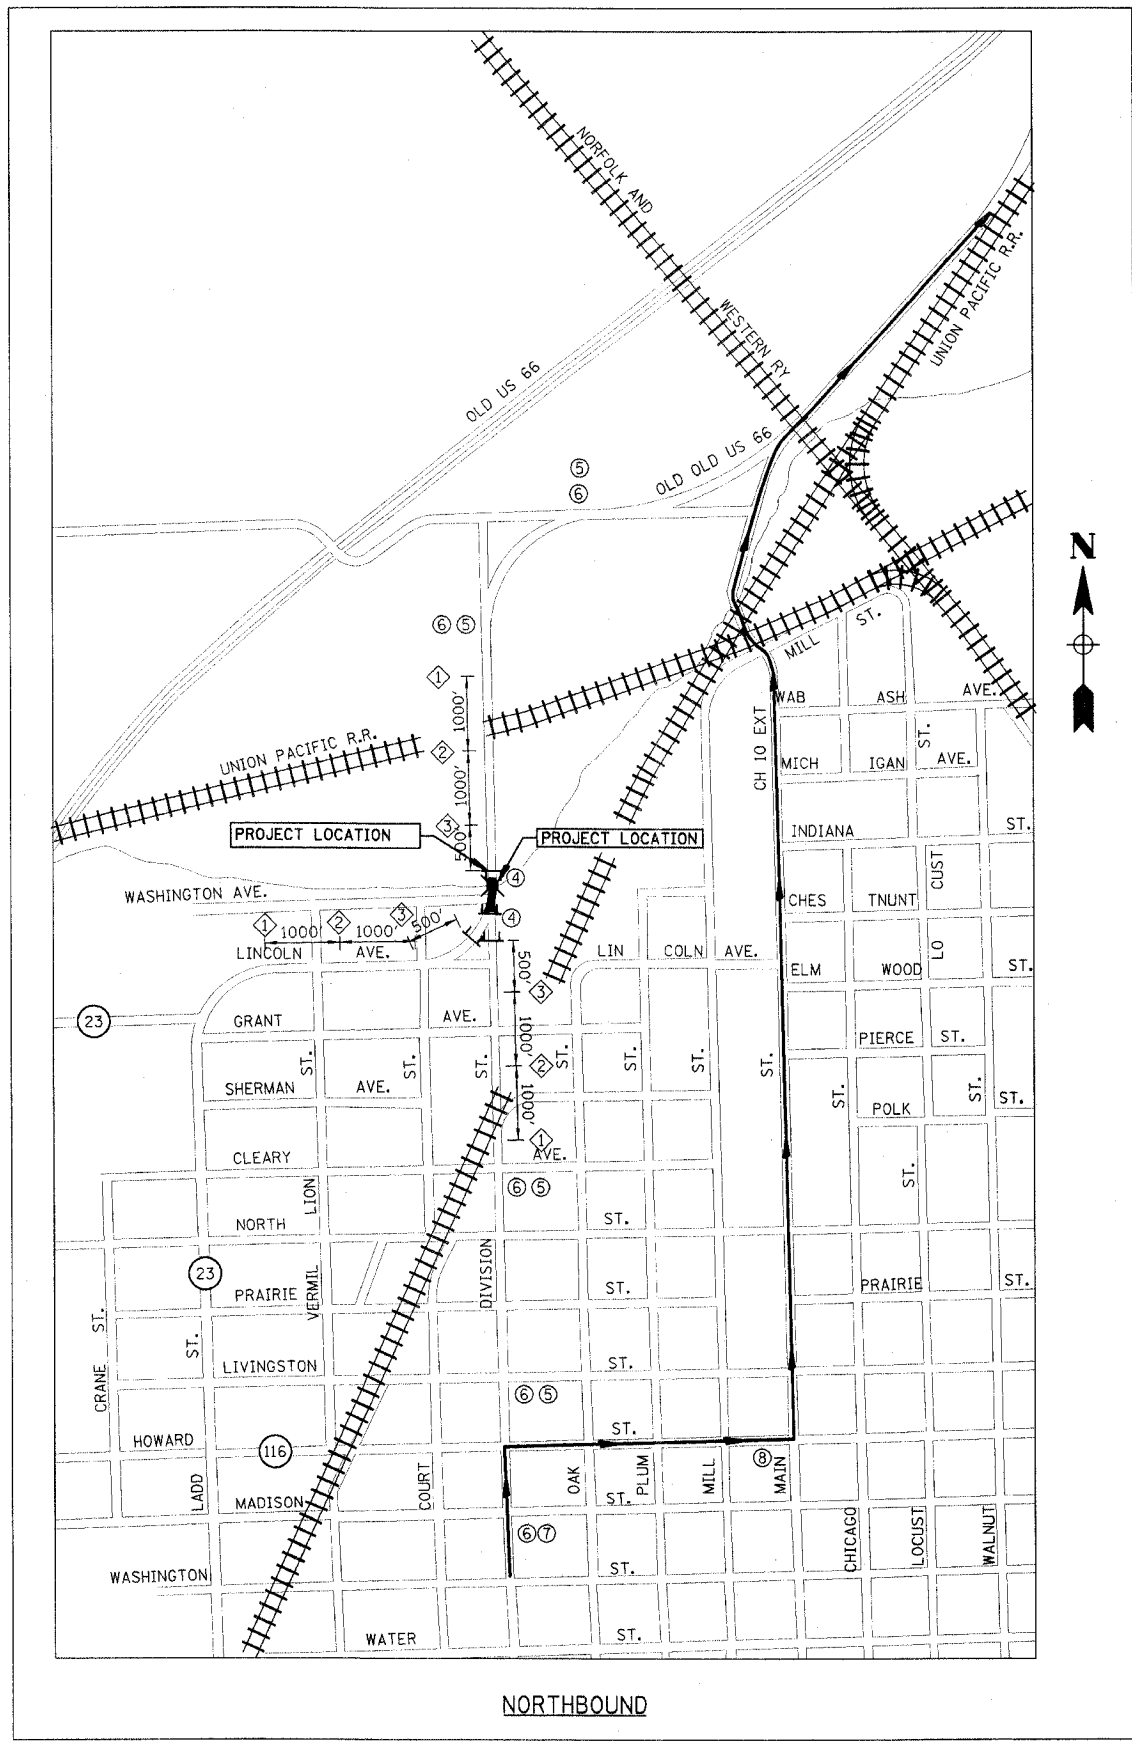 NORFOLK AND
WESTERN RY
UNION PACIFIC R.R.
OLD US 66
OLD OLD US 66
5
6
N
6 5
1
1000'
MILL ST.
WAB ASH AVE.
CH 10 EXT
ST.
UNION PACIFIC R.R.
2
1000'
MICH IGAN AVE.
3
500'
PROJECT LOCATION
PROJECT LOCATION
INDIANA ST.
4
WASHINGTON AVE.
CHES TNUNT
CUST
LO
4
1 1000' 2 1000' 3 500'
LINCOLN AVE.
LIN COLN AVE.
500'
ELM WOOD ST.
3
23
GRANT AVE.
1000'
PIERCE ST.
ST. ST. ST. ST. ST. ST. ST.
2
SHERMAN AVE.
1000'
ST. ST. ST.
POLK
1
CLEARY AVE.
6 5
LION
ST.
NORTH ST.
23
VERMIL
DIVISION
PRAIRIE ST.
PRAIRIE ST.
CRANE ST.
ST.
LIVINGSTON ST.
6 5
HOWARD ST.
116
8
LADD
COURT
OAK
PLUM
MILL
MAIN
MADISON ST.
6 7
CHICAGO
LOCUST
WALNUT
WASHINGTON ST.
WATER ST.
NORTHBOUND